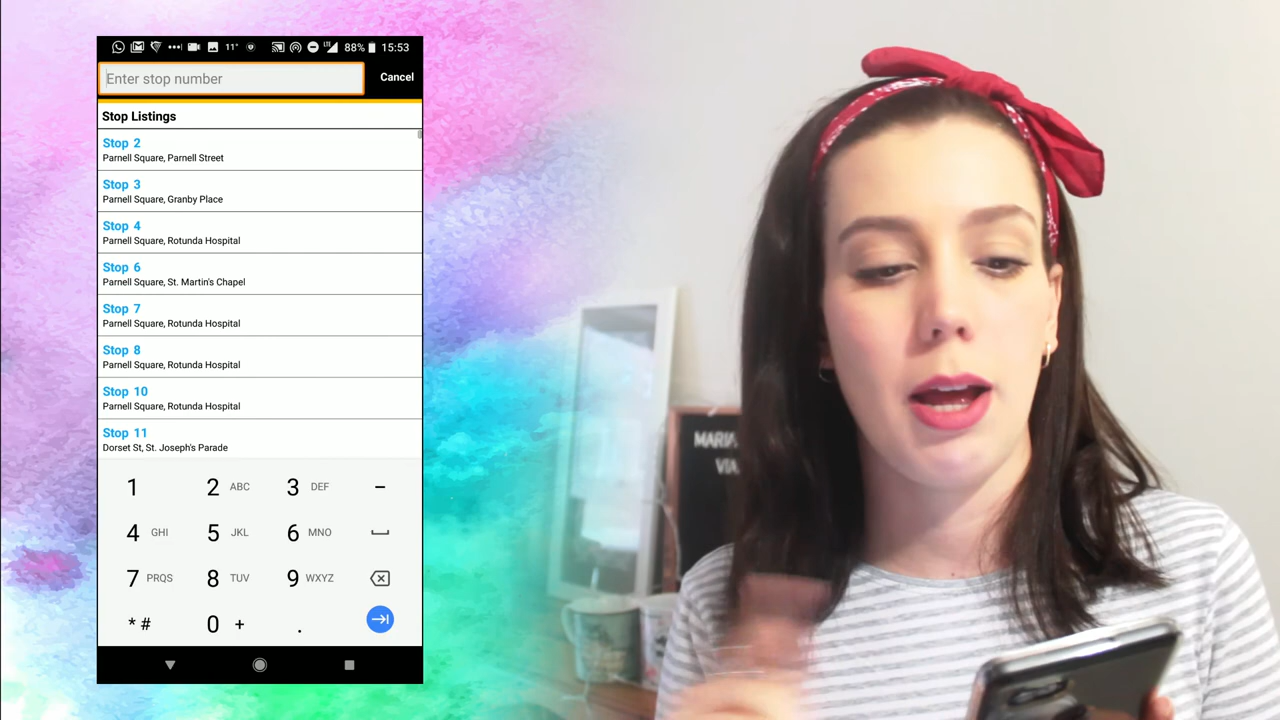 11° LTE 88% 15:53
Enter stop number Cancel
Stop Listings
Stop 2
Parnell Square, Parnell Street
Stop 3
Parnell Square, Granby Place
Stop 4
Parnell Square, Rotunda Hospital
Stop 6
Parnell Square, St. Martin's Chapel
Stop 7
Parnell Square, Rotunda Hospital
Stop 8
Parnell Square, Rotunda Hospital
Stop 10
Parnell Square, Rotunda Hospital
Stop 11
Dorset St, St. Joseph's Parade
1 2 ABC 3 DEF -
4 GHI 5 JKL 6 MNO
7 PRQS 8 TUV 9 WXYZ
* # 0 + .